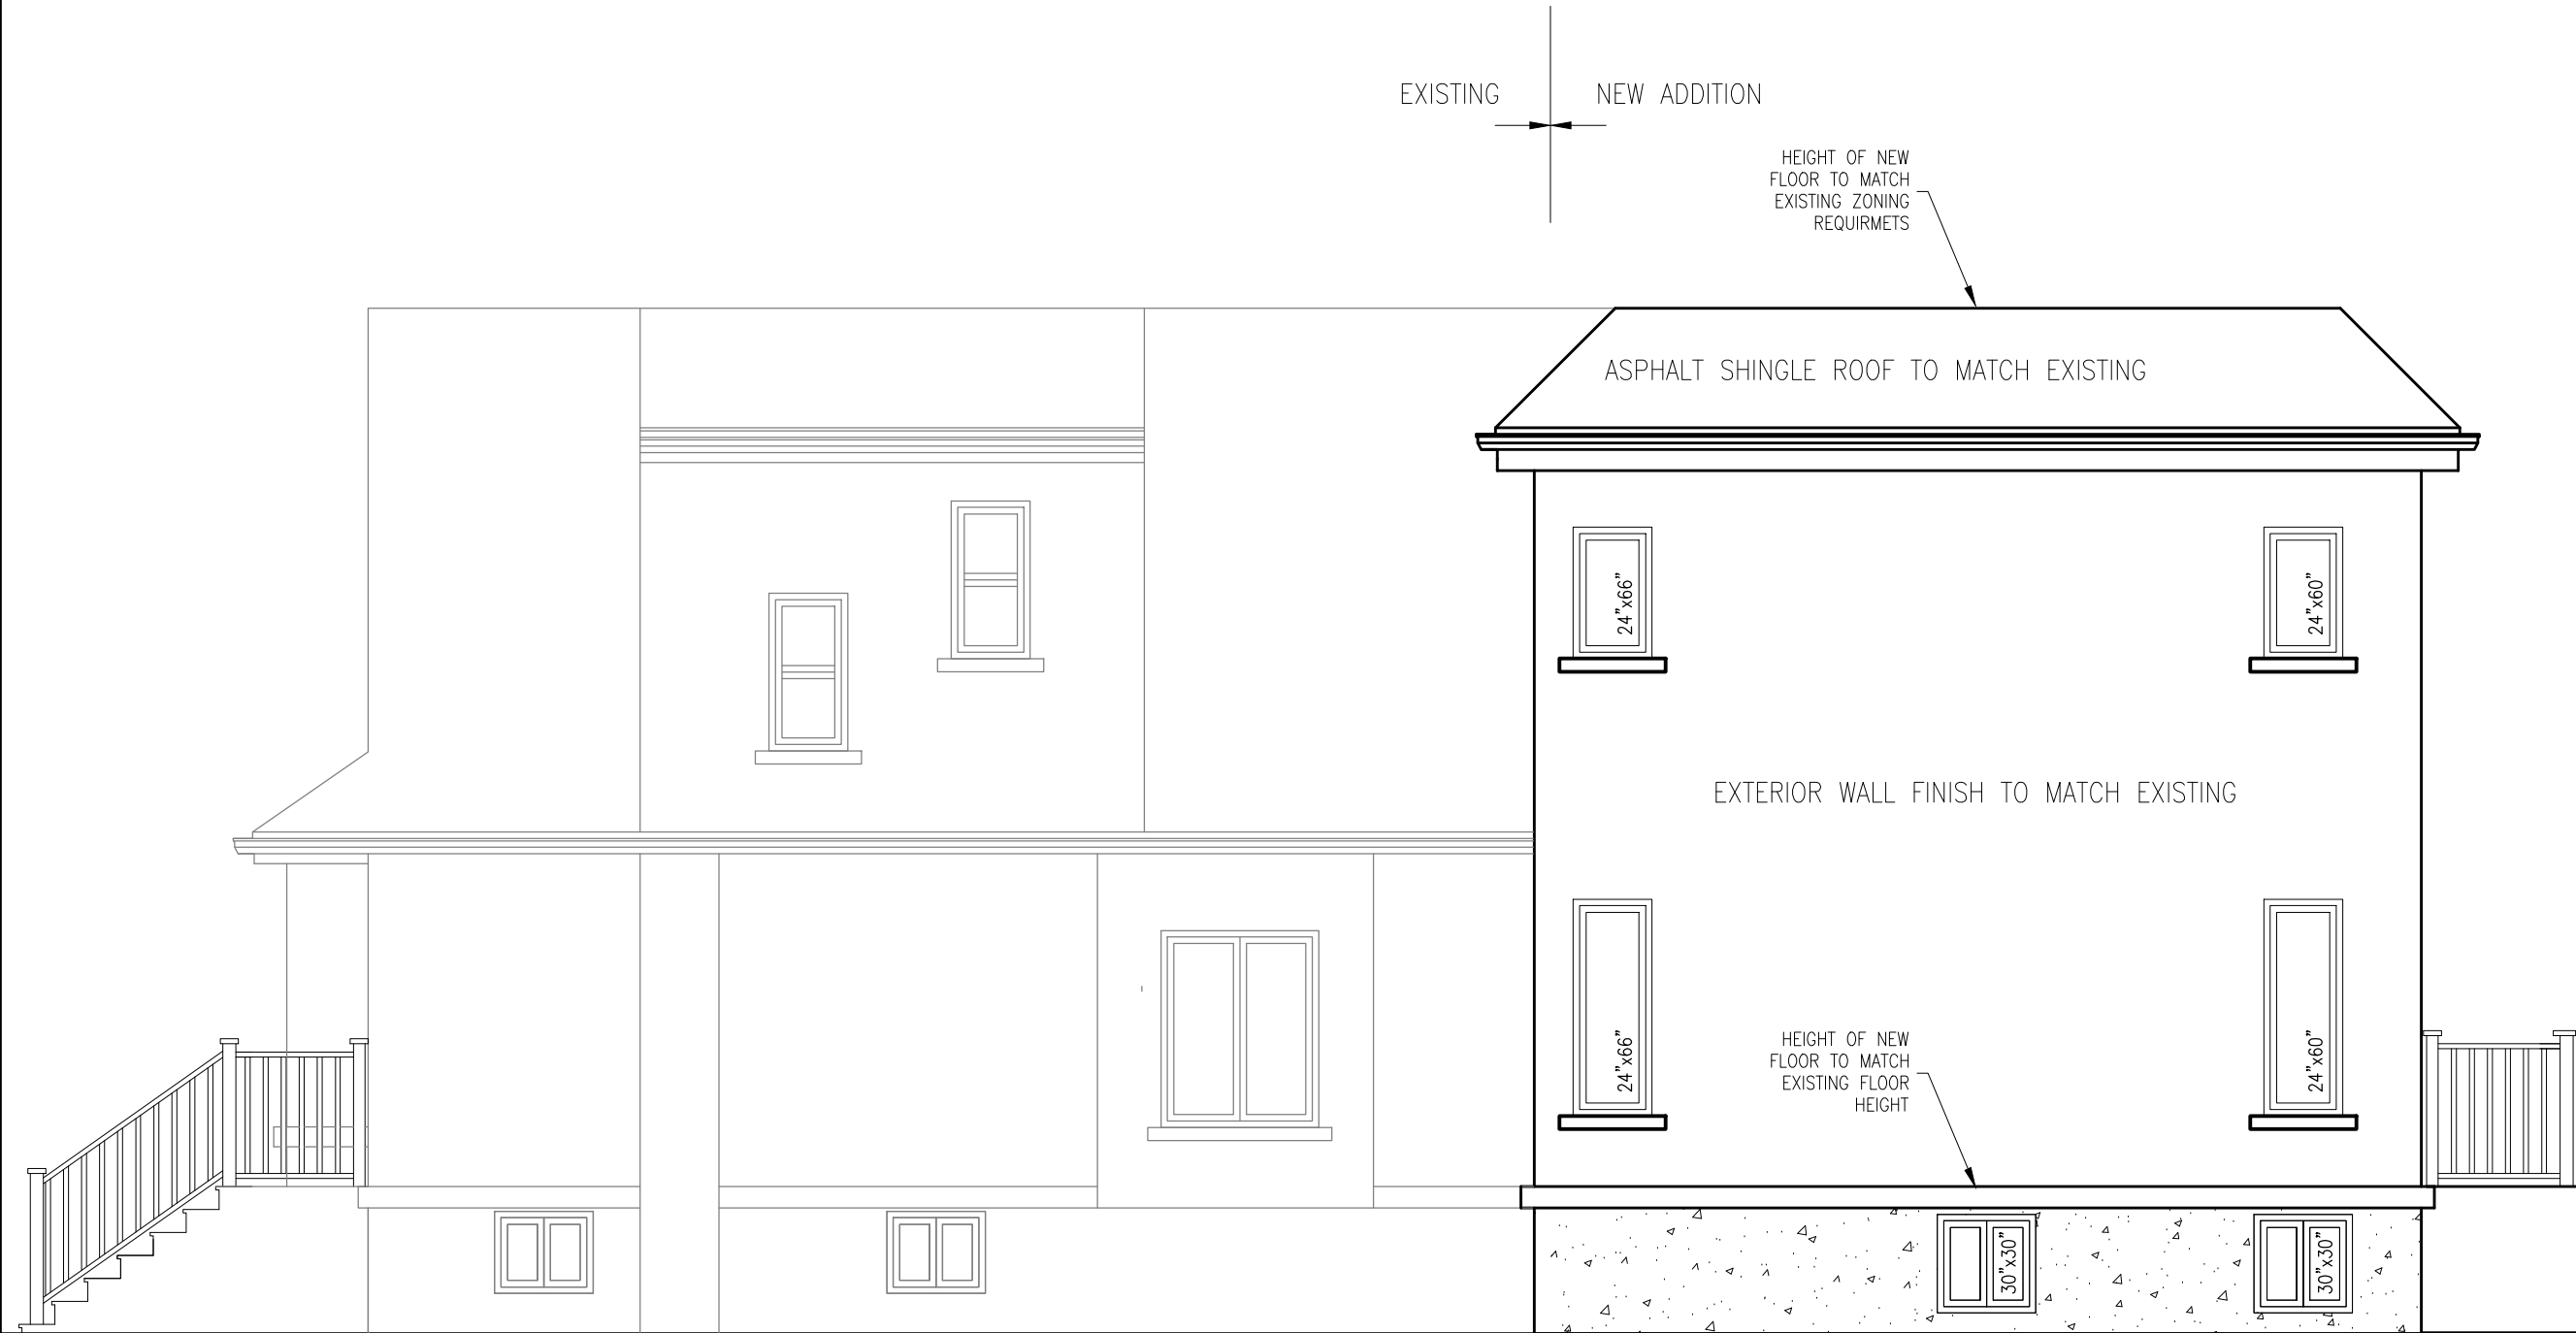 EXISTING
NEW ADDITION
HEIGHT OF NEW
FLOOR TO MATCH
EXISTING ZONING
REQUIRMETS
ASPHALT SHINGLE ROOF TO MATCH EXISTING
24"x66"
24"x60"
EXTERIOR WALL FINISH TO MATCH EXISTING
24"x66"
24"x60"
HEIGHT OF NEW
FLOOR TO MATCH
EXISTING FLOOR
HEIGHT
30"x30"
30"x30"